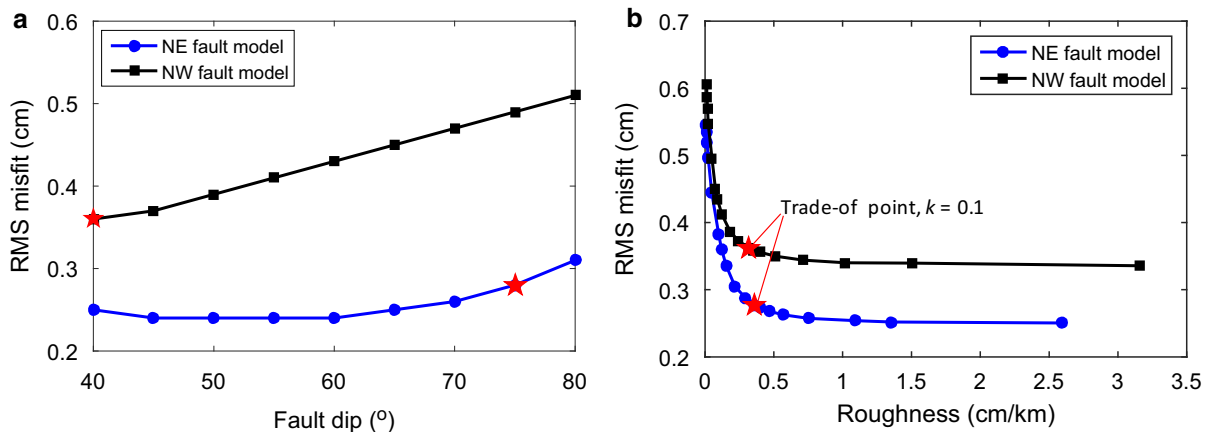 a
0.6
0.5
0.4
0.3
0.2
RMS misfit (cm)
NE fault model
NW fault model
40
50
60
70
80
Fault dip (º)
b
0.7
0.6
0.5
0.4
0.3
0.2
RMS misfit (cm)
NE fault model
NW fault model
Trade-of point, k = 0.1
0
0.5
1
1.5
2
2.5
3
3.5
Roughness (cm/km)